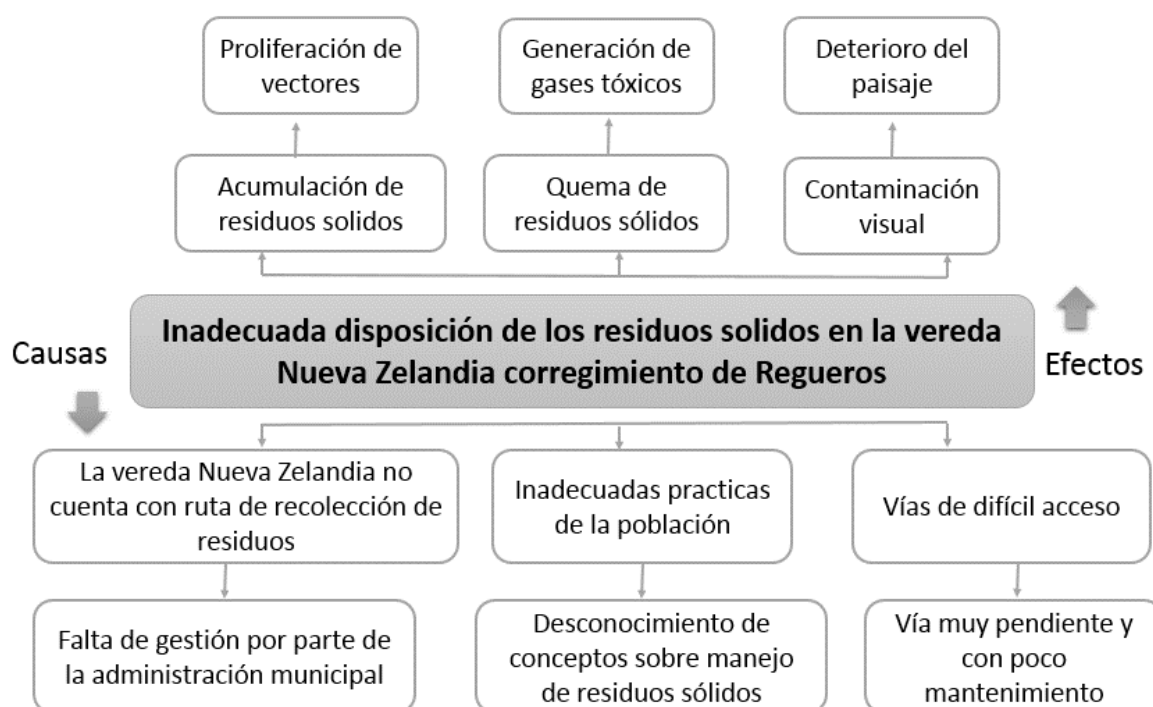 Proliferación de
vectores
Generación de
gases tóxicos
Deterioro del
paisaje
Acumulación de
residuos solidos
Quema de
residuos sólidos
Contaminación
visual
Causas
Inadecuada disposición de los residuos solidos en la vereda
Nueva Zelandia corregimiento de Regueros
Efectos
La vereda Nueva Zelandia no
cuenta con ruta de recolección de
residuos
Inadecuadas practicas
de la población
Vías de difícil acceso
Falta de gestión por parte de
la administración municipal
Desconocimiento de
conceptos sobre manejo
de residuos sólidos
Vía muy pendiente y
con poco
mantenimiento